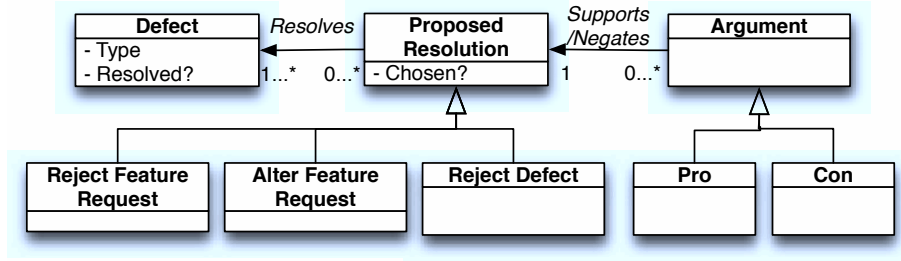 Defect
- Type
- Resolved?
Resolves
1...*
0...*
Proposed
Resolution
- Chosen?
Supports
/Negates
1
0...*
Argument
Reject Feature
Request
Alter Feature
Request
Reject Defect
Pro
Con